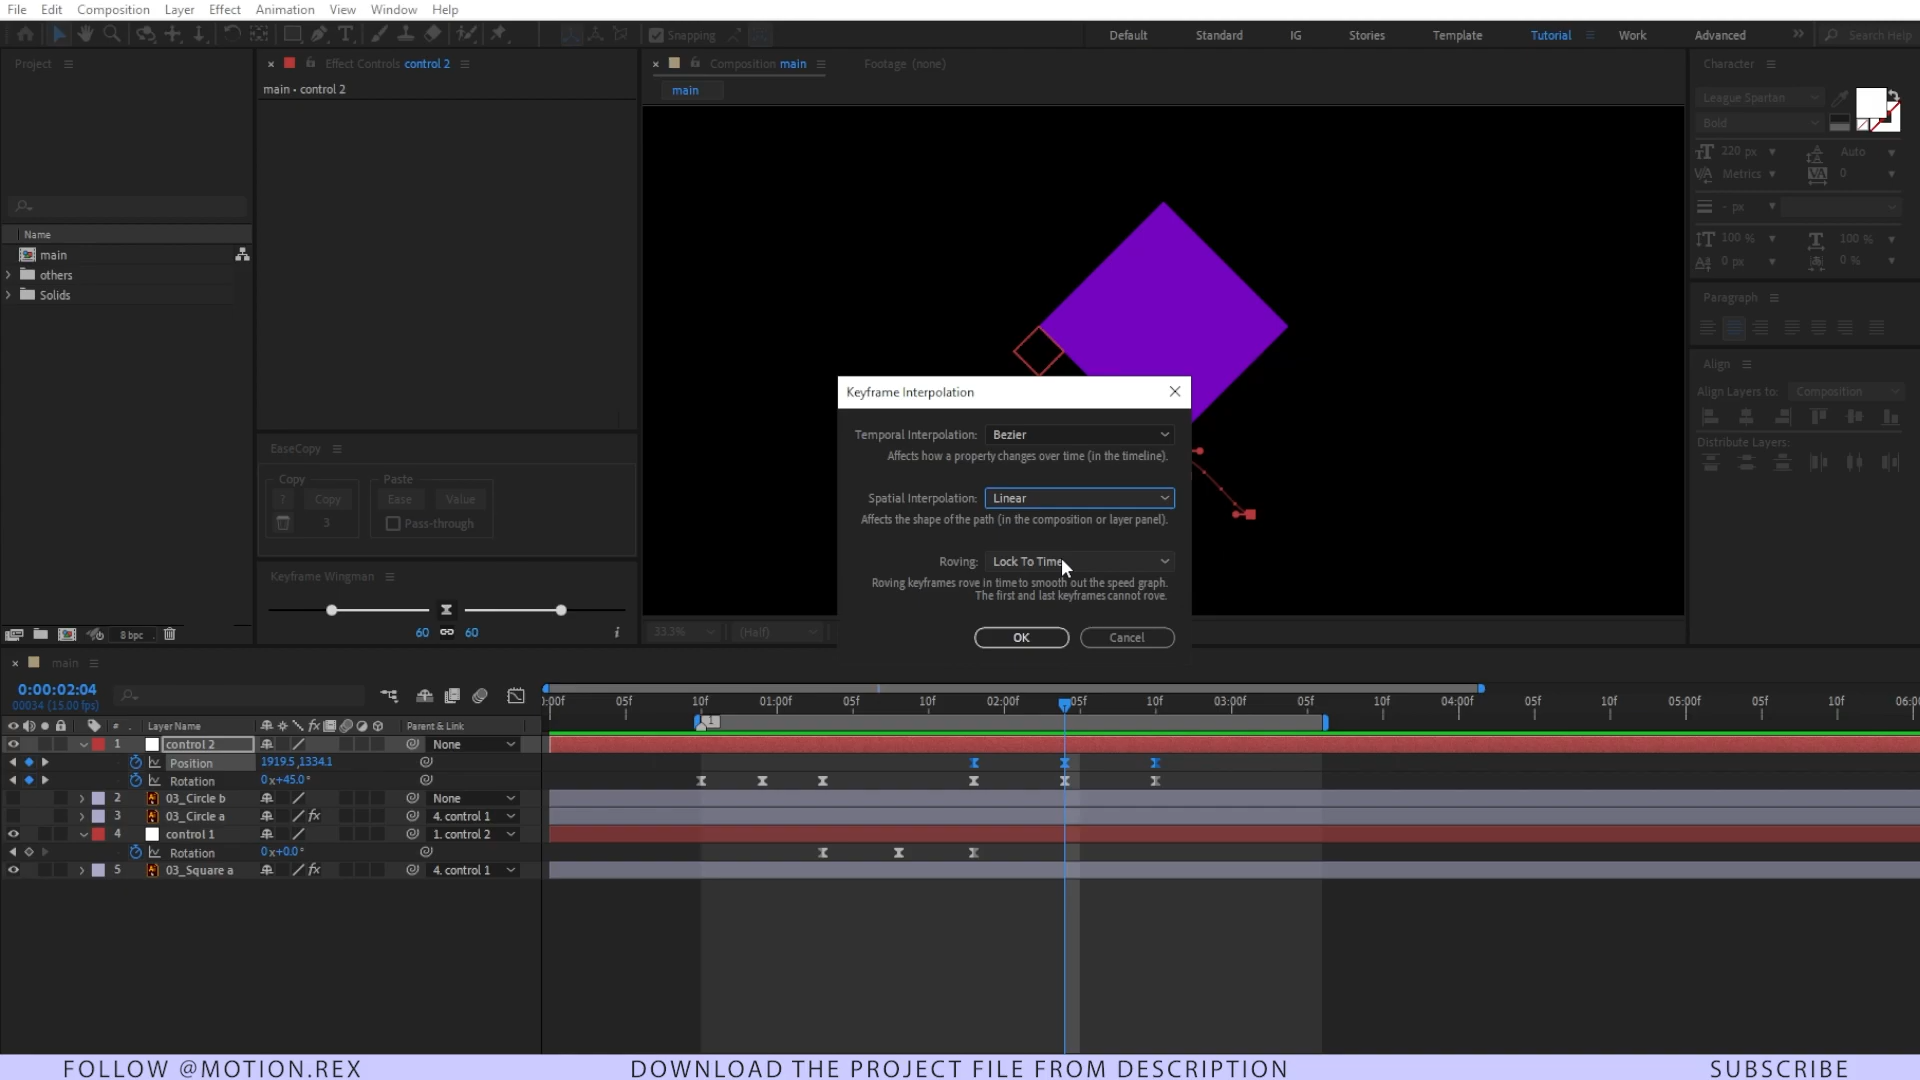 File Edit Composition Layer Effect Animation View Window Help
Snapping Default Standard IG Stories Template Tutorial Work Advanced Search Help
Project
Effect Controls control 2
main • control 2
Composition main
Footage (none)
main
Name
main
others
Solids
8 bpc
EaseCopy
Copy Paste
? Copy Ease Value
3 Pass-through
Keyframe Wingman
60 60 i
33.3% (Half)
Keyframe Interpolation
Temporal Interpolation: Bezier
Affects how a property changes over time (in the timeline).
Spatial Interpolation: Linear
Affects the shape of the path (in the composition or layer panel).
Roving: Lock To Time
Roving keyframes rove in time to smooth out the speed graph.
The first and last keyframes cannot rove.
OK Cancel
Character
League Spartan
Bold
220 px Auto
Metrics 0
- px
100 % 100 %
0 px 0 %
Paragraph
Align
Align Layers to: Composition
Distribute Layers:
main
0:00:02:04
00034 (15.00 fps)
:00f 05f 10f 01:00f 05f 10f 02:00f 05f 10f 03:00f 05f 10f 04:00f 05f 10f 05:00f 05f 10f 06:00
1
# Layer Name fx Parent & Link
1 control 2 None
Position 1919.5,1334.1
Rotation 0x+45.0°
2 03_Circle b None
3 03_Circle a fx 4. control 1
4 control 1 1. control 2
Rotation 0x+0.0°
5 03_Square a fx 4. control 1
FOLLOW @MOTION.REX DOWNLOAD THE PROJECT FILE FROM DESCRIPTION SUBSCRIBE